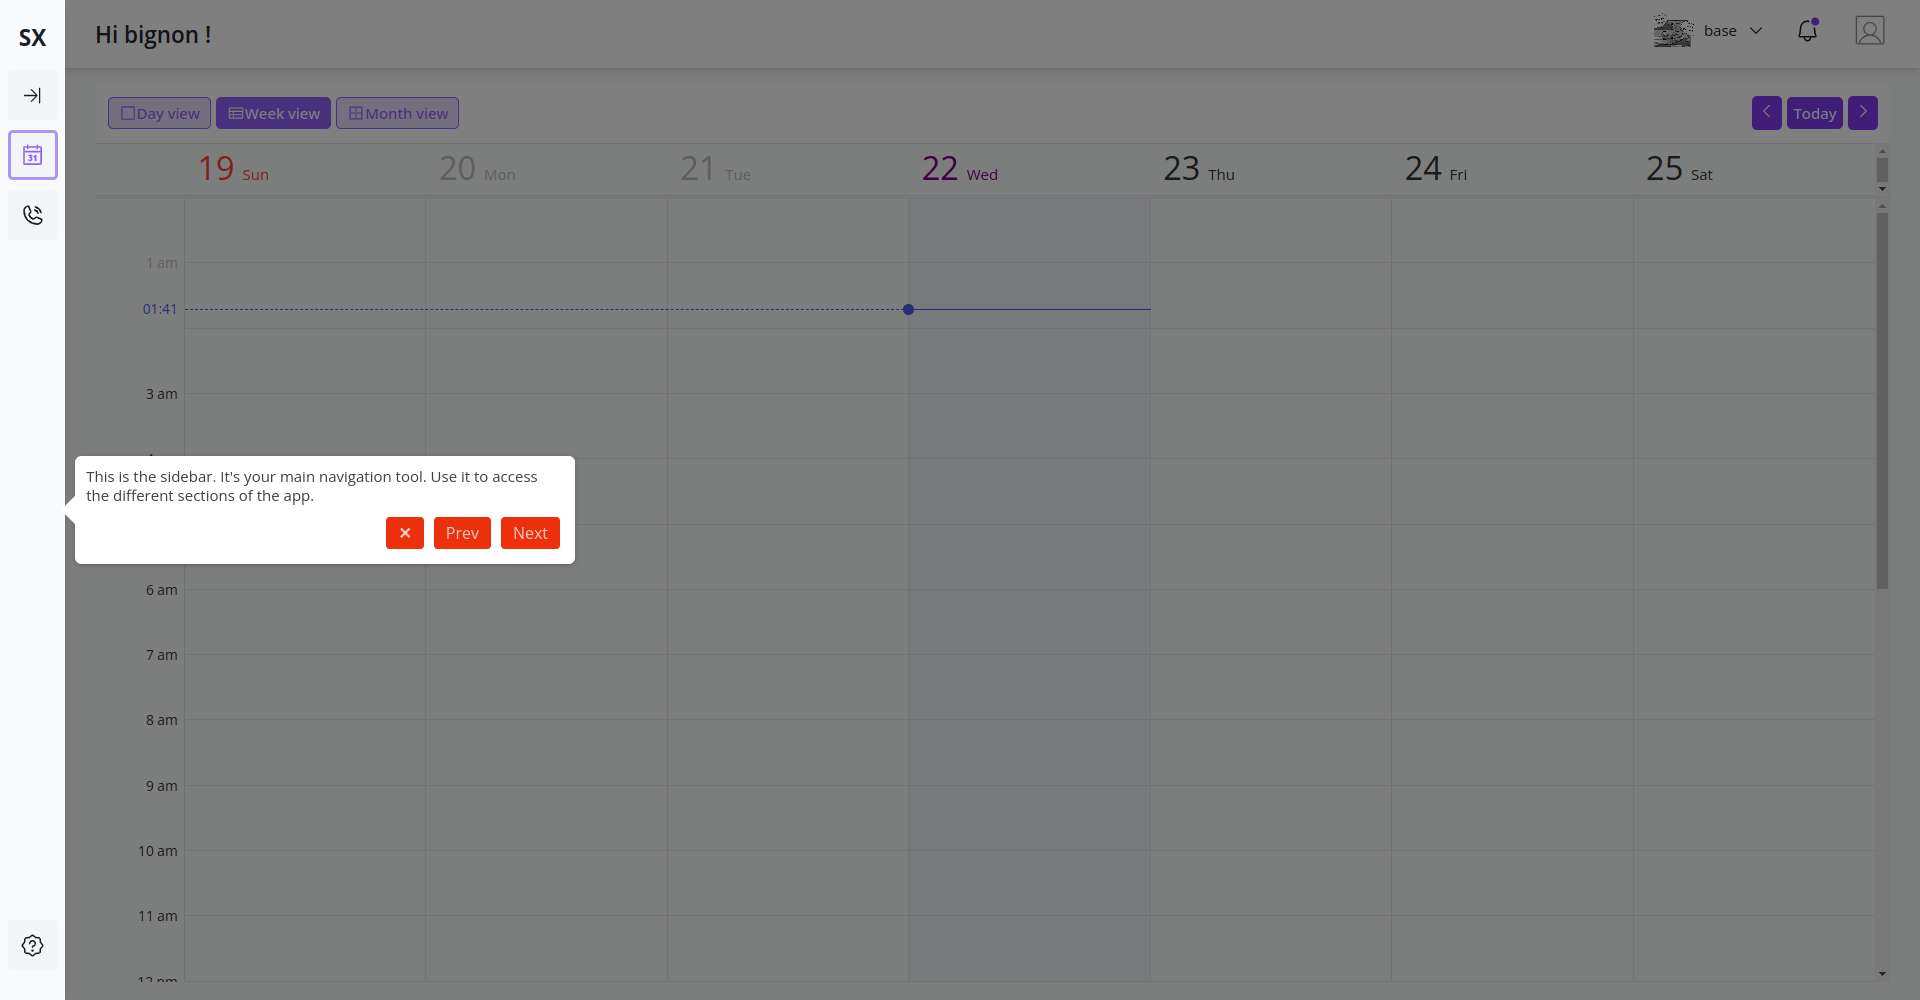 SX
Hi bignon !
base
Day view
Week view
Month view
Today
19 Sun
20 Mon
21 Tue
22 Wed
23 Thu
24 Fri
25 Sat
31
1 am
01:41
3 am
This is the sidebar. It's your main navigation tool. Use it to access
the different sections of the app.
Prev
Next
6 am
7 am
8 am
9 am
10 am
11 am
12 pm